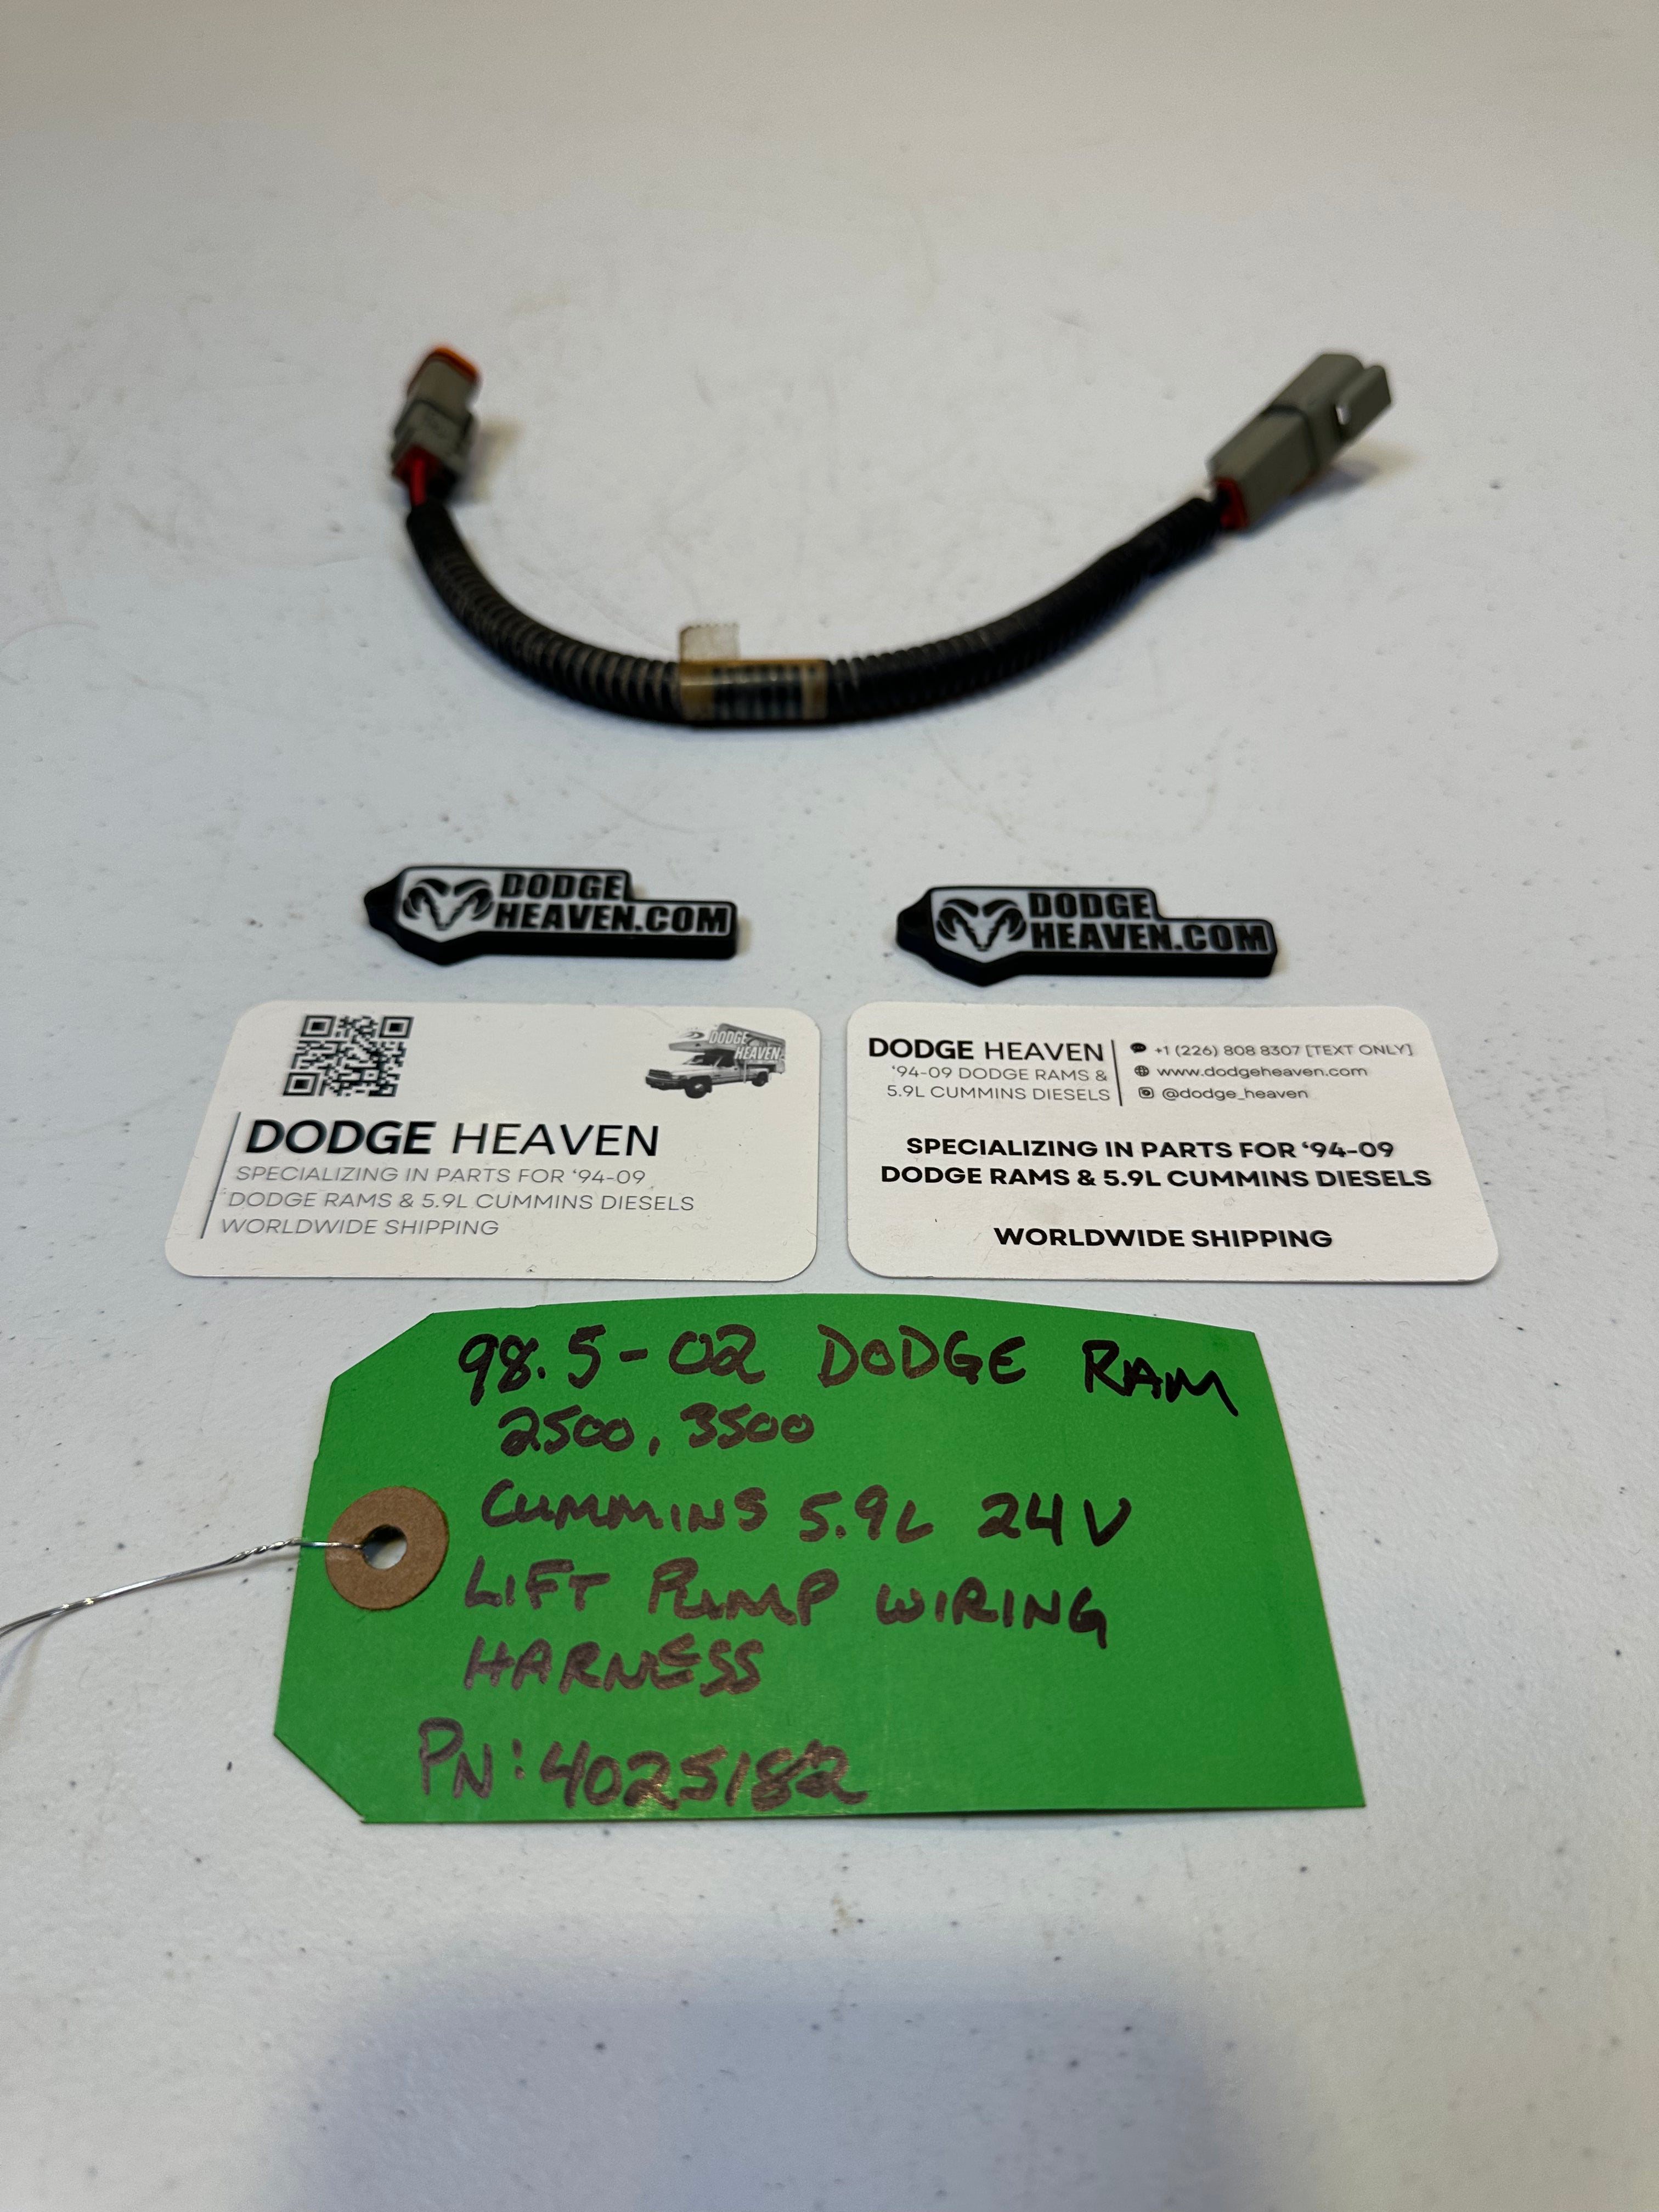 DODGE
HEAVEN.COM
DODGE
HEAVEN.COM
DODGE
HEAVEN
DODGE HEAVEN
SPECIALIZING IN PARTS FOR ‘94-09
DODGE RAMS & 5.9L CUMMINS DIESELS
WORLDWIDE SHIPPING
DODGE HEAVEN
‘94-09 DODGE RAMS &
5.9L CUMMINS DIESELS
+1 (226) 808 8307 [TEXT ONLY]
www.dodgeheaven.com
@dodge_heaven
SPECIALIZING IN PARTS FOR ‘94-09
DODGE RAMS & 5.9L CUMMINS DIESELS
WORLDWIDE SHIPPING
98.5-02 DODGE RAM
2500, 3500
CUMMINS 5.9L 24V
LIFT PUMP WIRING
HARNESS
PN:4025182